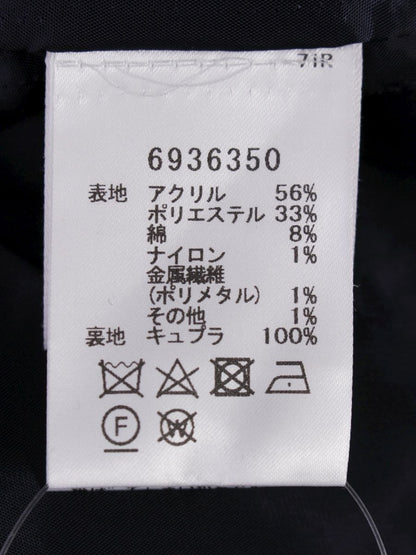 7iR
6936350
表地 アクリル 56%
ポリエステル 33%
綿 8%
ナイロン 1%
金属繊維
(ポリメタル) 1%
その他 1%
裏地 キュプラ 100%
F W